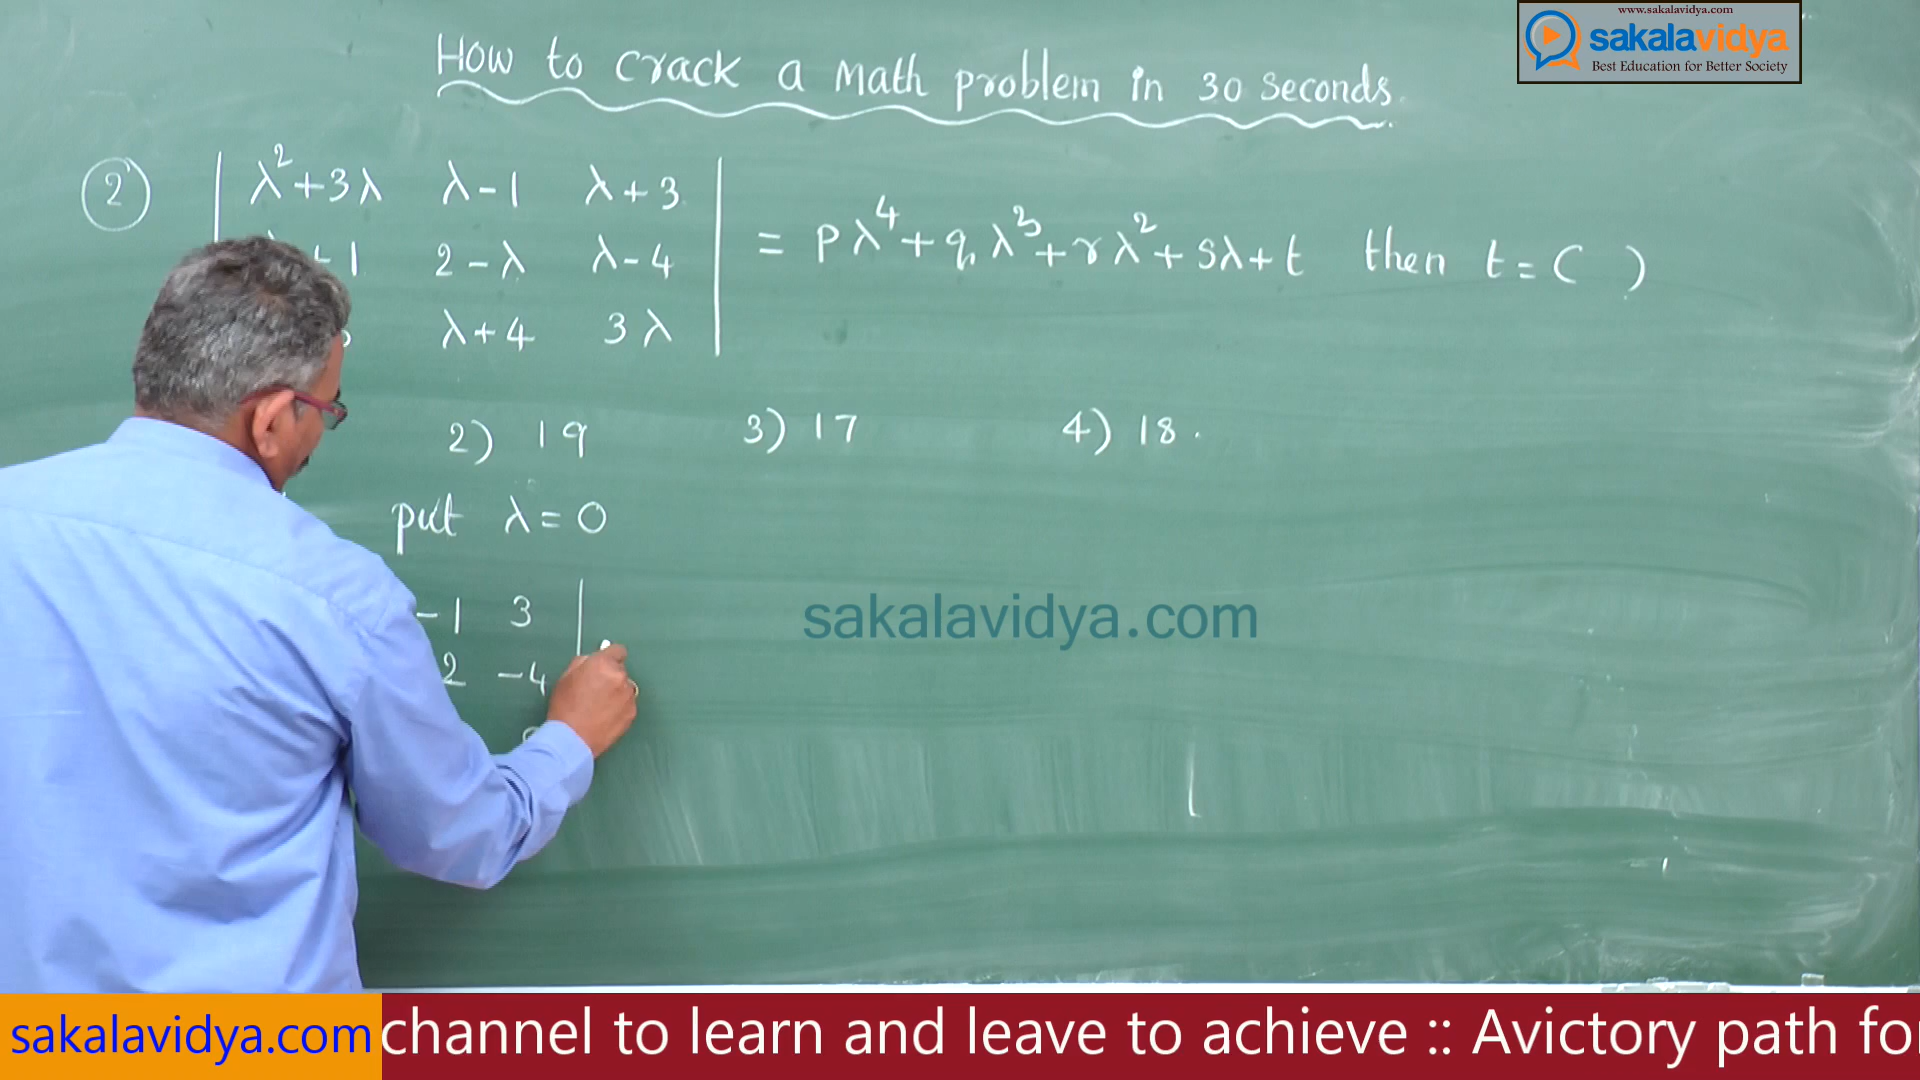 www.sakalavidya.com
sakalavidya
Best Education for Better Society
How to crack a Math problem in 30 seconds.
2) λ²+3λ λ-1 λ+3
+1 2-λ λ-4 = pλ⁴+qλ³+rλ²+sλ+t then t=( )
λ+4 3λ
2) 19 3) 17 4) 18.
put λ=0
-1 3
2 -4
sakalavidya.com
sakalavidya.com channel to learn and leave to achieve :: Avictory path for